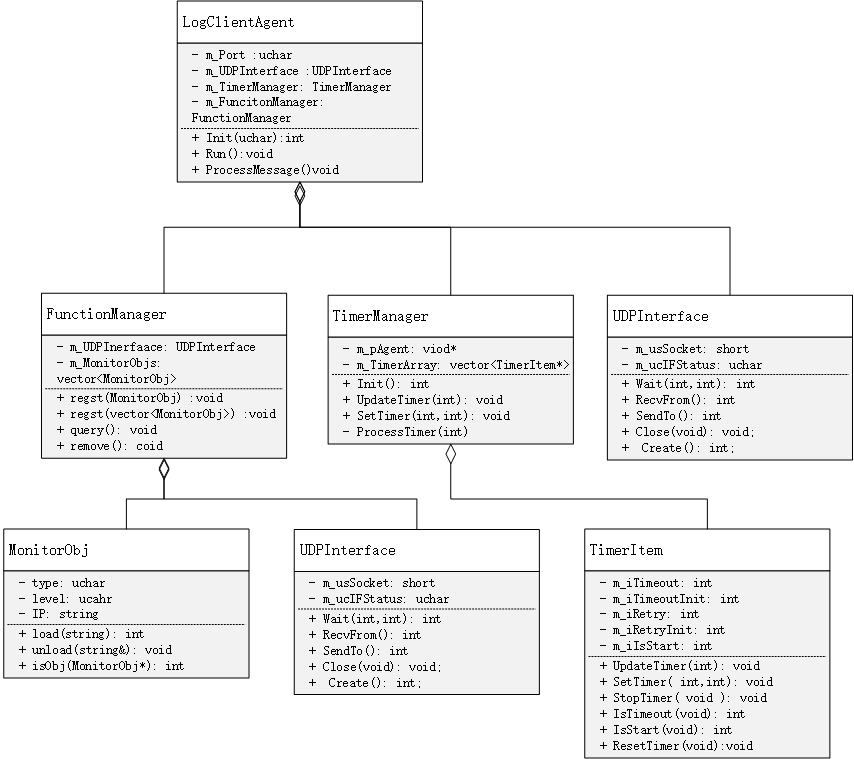 LogClientAgent
- m_Port :uchar
- m_UDPInterface :UDPInterface
- m_TimerManager: TimerManager
- m_FuncitonManager:
FunctionManager
+ Init(uchar):int
+ Run():void
+ ProcessMessage()void
FunctionManager
- m_UDPInerfaace: UDPInterface
- m_MonitorObjs:
vector<MonitorObj>
+ regst(MonitorObj) :void
+ regst(vector<MonitorObj>) :void
+ query(): void
+ remove(): coid
TimerManager
- m_pAgent: viod*
- m_TimerArray: vector<TimerItem*>
+ Init(): int
+ UpdateTimer(int): void
+ SetTimer(int,int): void
- ProcessTimer(int)
UDPInterface
- m_usSocket: short
- m_ucIFStatus: uchar
+ Wait(int,int): int
+ RecvFrom(): int
+ SendTo(): int
+ Close(void): void;
+ Create(): int;
MonitorObj
- type: uchar
- level: ucahr
- IP: string
+ load(string): int
+ unload(string&): void
+ isObj(MonitorObj*): int
UDPInterface
- m_usSocket: short
- m_ucIFStatus: uchar
+ Wait(int,int): int
+ RecvFrom(): int
+ SendTo(): int
+ Close(void): void;
+ Create(): int;
TimerItem
- m_iTimeout: int
- m_iTimeoutInit: int
- m_iRetry: int
- m_iRetryInit: int
- m_iIsStart: int
+ UpdateTimer(int): void
+ SetTimer( int,int): void
+ StopTimer( void ): void
+ IsTimeout(void): int
+ IsStart(void): int
+ ResetTimer(void):void